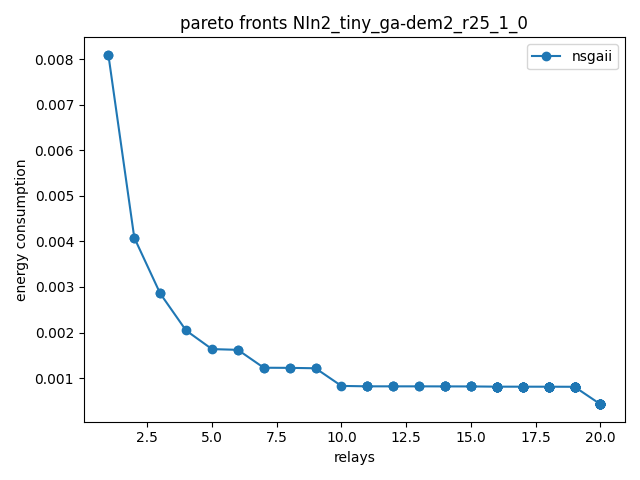 pareto fronts NIn2_tiny_ga-dem2_r25_1_0
nsgaii
0.008
0.007
0.006
0.005
0.004
0.003
0.002
0.001
energy consumption
2.5 5.0 7.5 10.0 12.5 15.0 17.5 20.0
relays